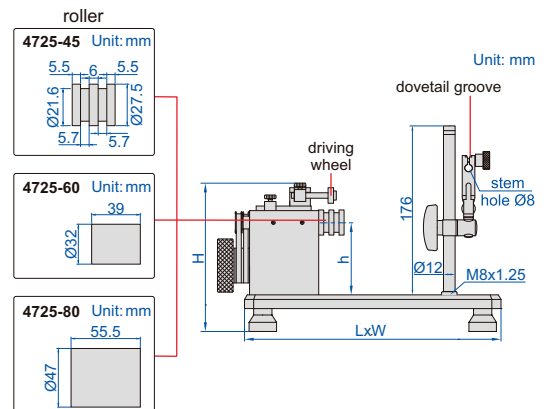 roller
4725-45 Unit: mm
5.5 6 5.5
Ø21.6
Ø27.5
5.7
5.7
4725-60 Unit: mm
39
Ø32
4725-80 Unit: mm
55.5
Ø47
Unit: mm
dovetail groove
driving
wheel
stem
hole Ø8
176
H
h
Ø12
M8x1.25
LxW